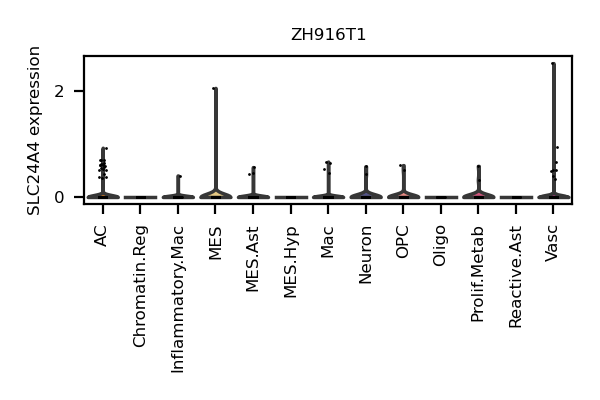 ZH916T1
SLC24A4 expression
2
0
AC
Chromatin.Reg
Inflammatory.Mac
MES
MES.Ast
MES.Hyp
Mac
Neuron
OPC
Oligo
Prolif.Metab
Reactive.Ast
Vasc